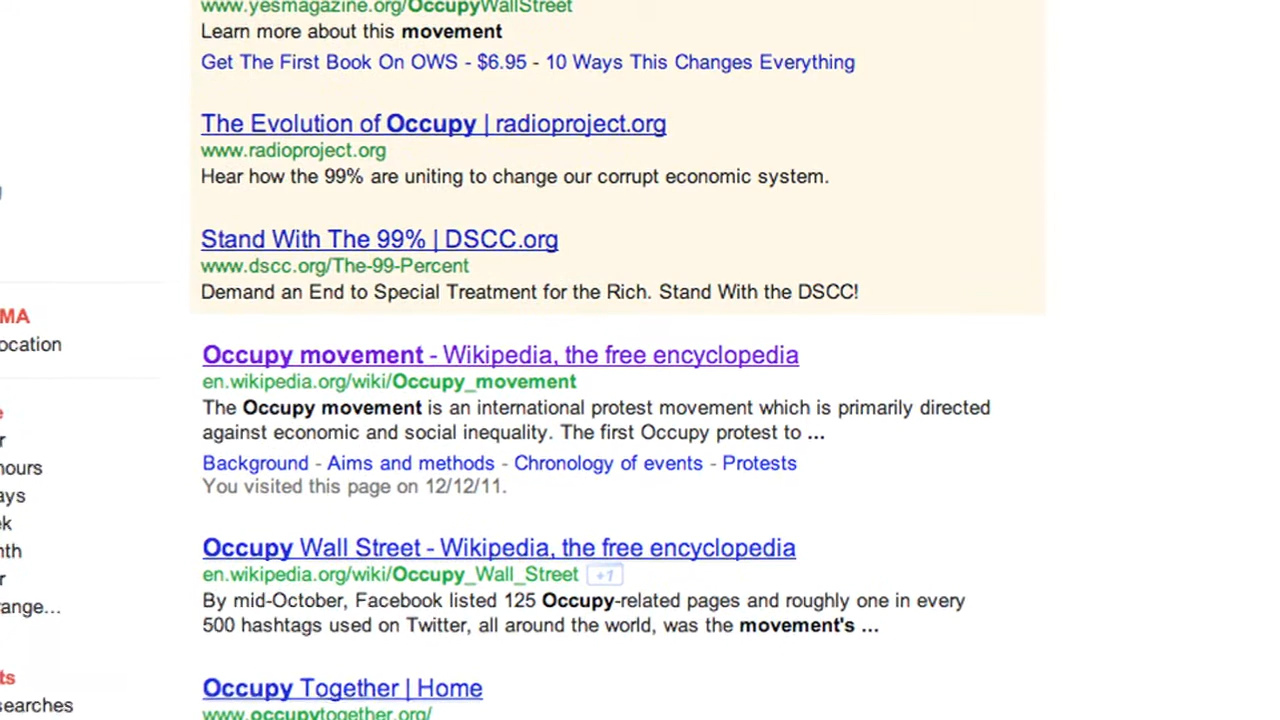 www.yesmagazine.org/OccupyWallStreet
Learn more about this movement
Get The First Book On OWS - $6.95 - 10 Ways This Changes Everything
The Evolution of Occupy | radioproject.org
www.radioproject.org
Hear how the 99% are uniting to change our corrupt economic system.
Stand With The 99% | DSCC.org
www.dscc.org/The-99-Percent
Demand an End to Special Treatment for the Rich. Stand With the DSCC!
MA
ocation
Occupy movement - Wikipedia, the free encyclopedia
en.wikipedia.org/wiki/Occupy_movement
The Occupy movement is an international protest movement which is primarily directed
against economic and social inequality. The first Occupy protest to ...
Background - Aims and methods - Chronology of events - Protests
You visited this page on 12/12/11.
e
r
hours
ays
ek
nth
r
range...
Occupy Wall Street - Wikipedia, the free encyclopedia
en.wikipedia.org/wiki/Occupy_Wall_Street +1
By mid-October, Facebook listed 125 Occupy-related pages and roughly one in every
500 hashtags used on Twitter, all around the world, was the movement's ...
ts
earches
Occupy Together | Home
www.occupytogether.org/